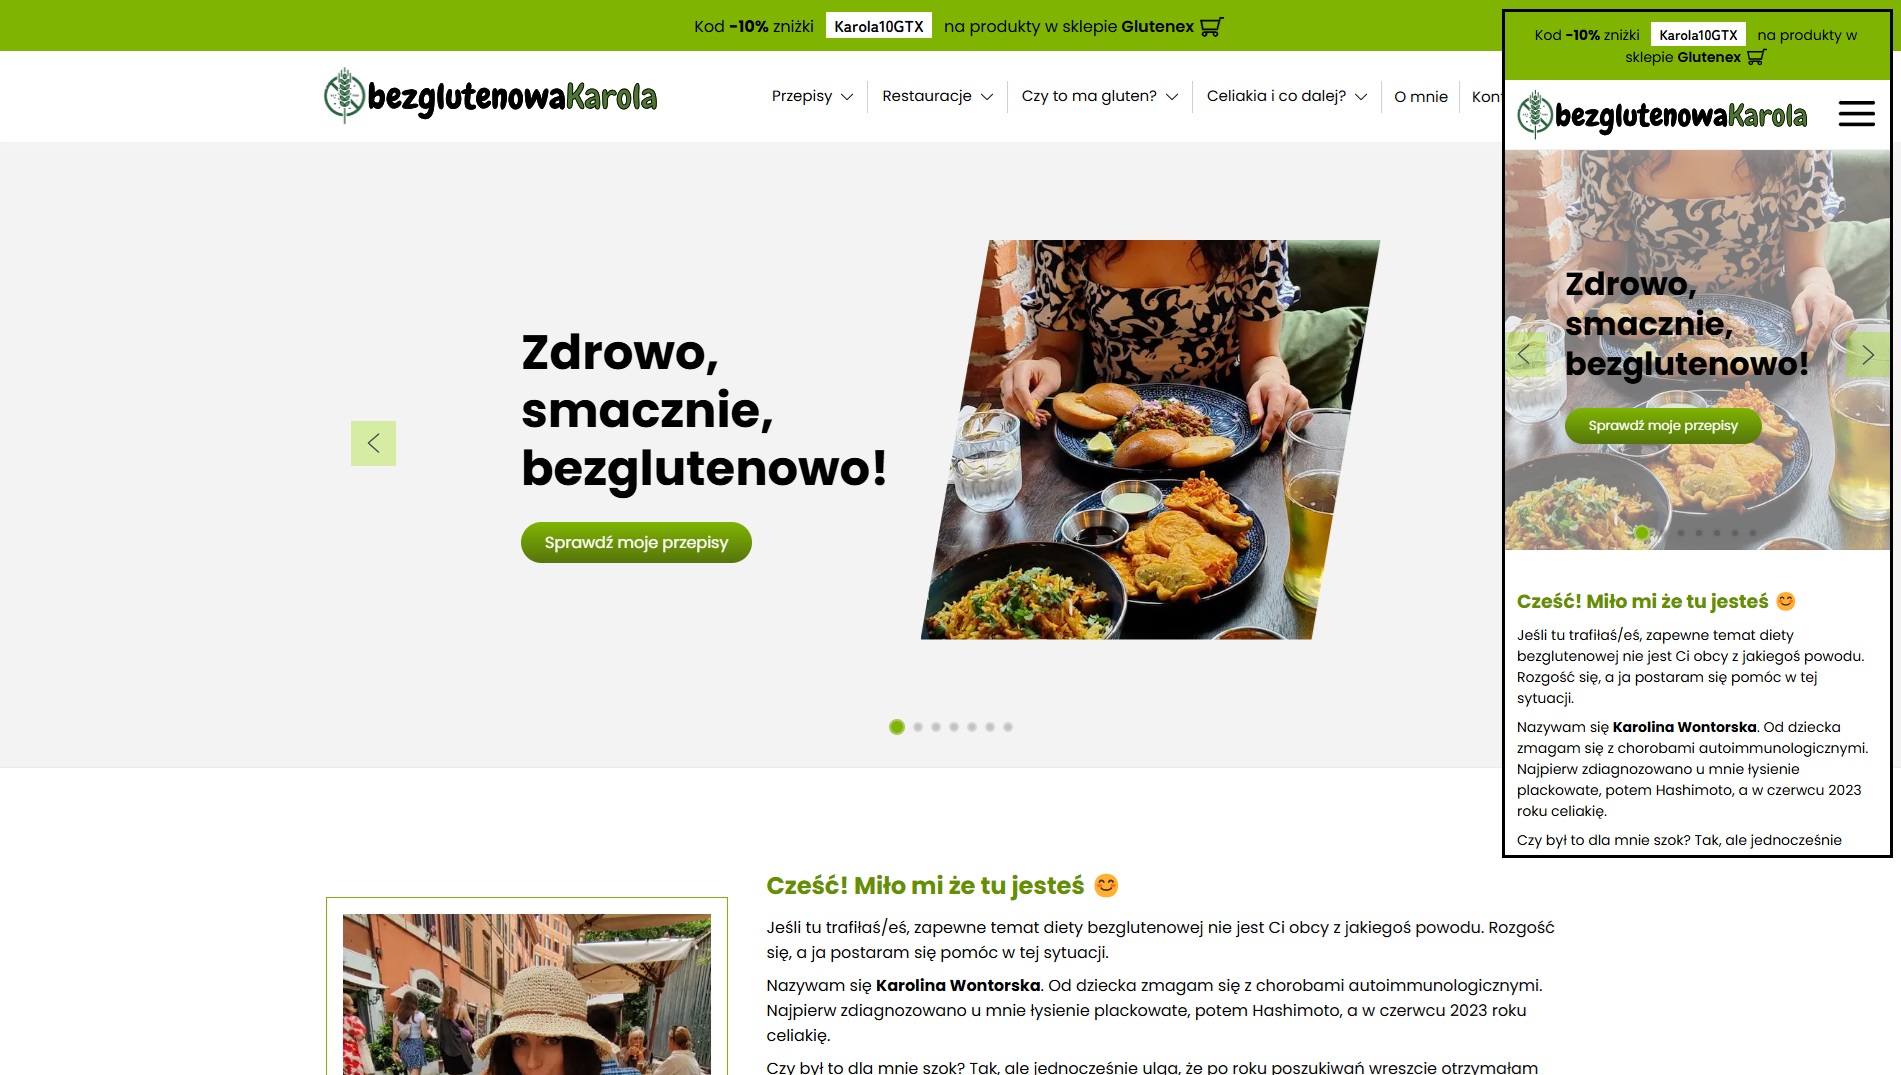 Kod -10% zniżki Karola10GTX na produkty w sklepie Glutenex
bezglutenowaKarola
Przepisy Restauracje Czy to ma gluten? Celiakia i co dalej? O mnie Kon
Zdrowo,
smacznie,
bezglutenowo!
Sprawdź moje przepisy
Cześć! Miło mi że tu jesteś 😊
Jeśli tu trafiłaś/eś, zapewne temat diety bezglutenowej nie jest Ci obcy z jakiegoś powodu. Rozgość
się, a ja postaram się pomóc w tej sytuacji.
Nazywam się Karolina Wontorska. Od dziecka zmagam się z chorobami autoimmunologicznymi.
Najpierw zdiagnozowano u mnie łysienie plackowate, potem Hashimoto, a w czerwcu 2023 roku
celiakię.
Czy był to dla mnie szok? Tak, ale jednocześnie ulga, że po roku poszukiwań wreszcie otrzymałam
Kod -10% zniżki Karola10GTX na produkty w
sklepie Glutenex
bezglutenowaKarola
Zdrowo,
smacznie,
bezglutenowo!
Sprawdź moje przepisy
Cześć! Miło mi że tu jesteś 😊
Jeśli tu trafiłaś/eś, zapewne temat diety
bezglutenowej nie jest Ci obcy z jakiegoś powodu.
Rozgość się, a ja postaram się pomóc w tej
sytuacji.
Nazywam się Karolina Wontorska. Od dziecka
zmagam się z chorobami autoimmunologicznymi.
Najpierw zdiagnozowano u mnie łysienie
plackowate, potem Hashimoto, a w czerwcu 2023
roku celiakię.
Czy był to dla mnie szok? Tak, ale jednocześnie